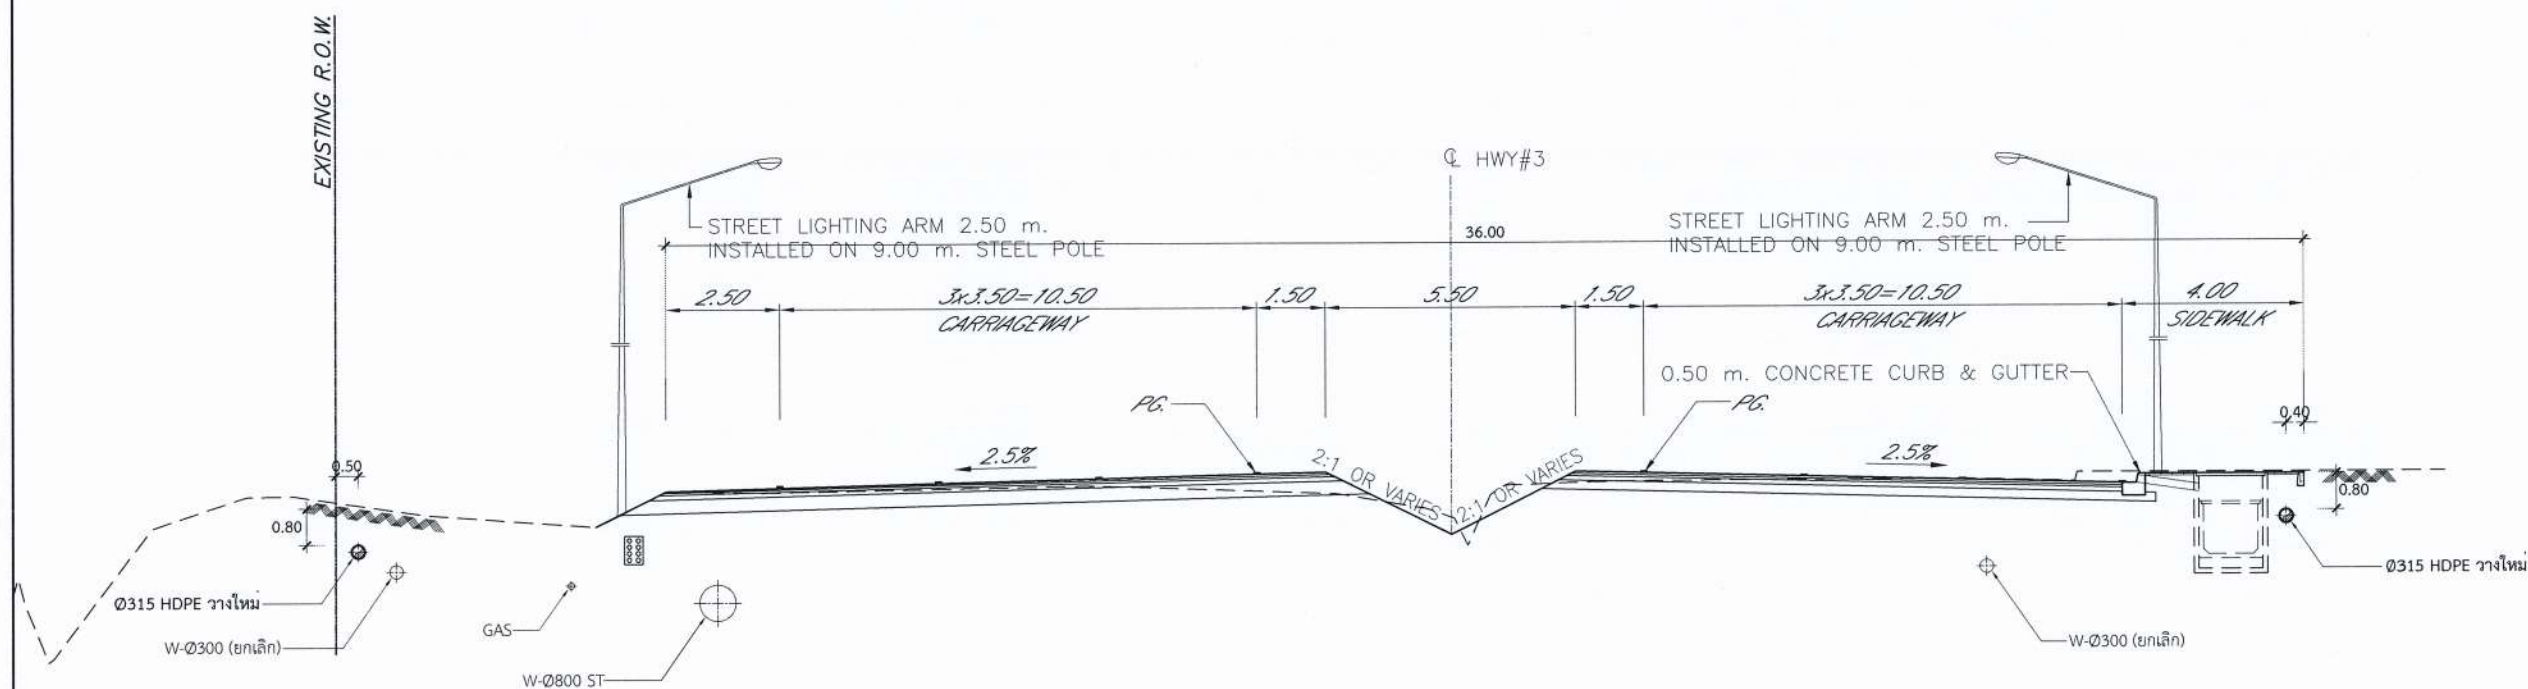 EXISTING R.O.W.
℄ HWY#3
STREET LIGHTING ARM 2.50 m.
INSTALLED ON 9.00 m. STEEL POLE
36.00
STREET LIGHTING ARM 2.50 m.
INSTALLED ON 9.00 m. STEEL POLE
2.50
3x3.50=10.50
CARRIAGEWAY
1.50
5.50
1.50
3x3.50=10.50
CARRIAGEWAY
4.00
SIDEWALK
0.50 m. CONCRETE CURB & GUTTER
PG.
PG.
0.40
0.50
2.5%
2:1 OR VARIES
2:1 OR VARIES
2.5%
0.80
0.80
Ø315 HDPE วางใหม่
W-Ø300 (ยกเลิก)
GAS
W-Ø800 ST
W-Ø300 (ยกเลิก)
Ø315 HDPE วางใหม่